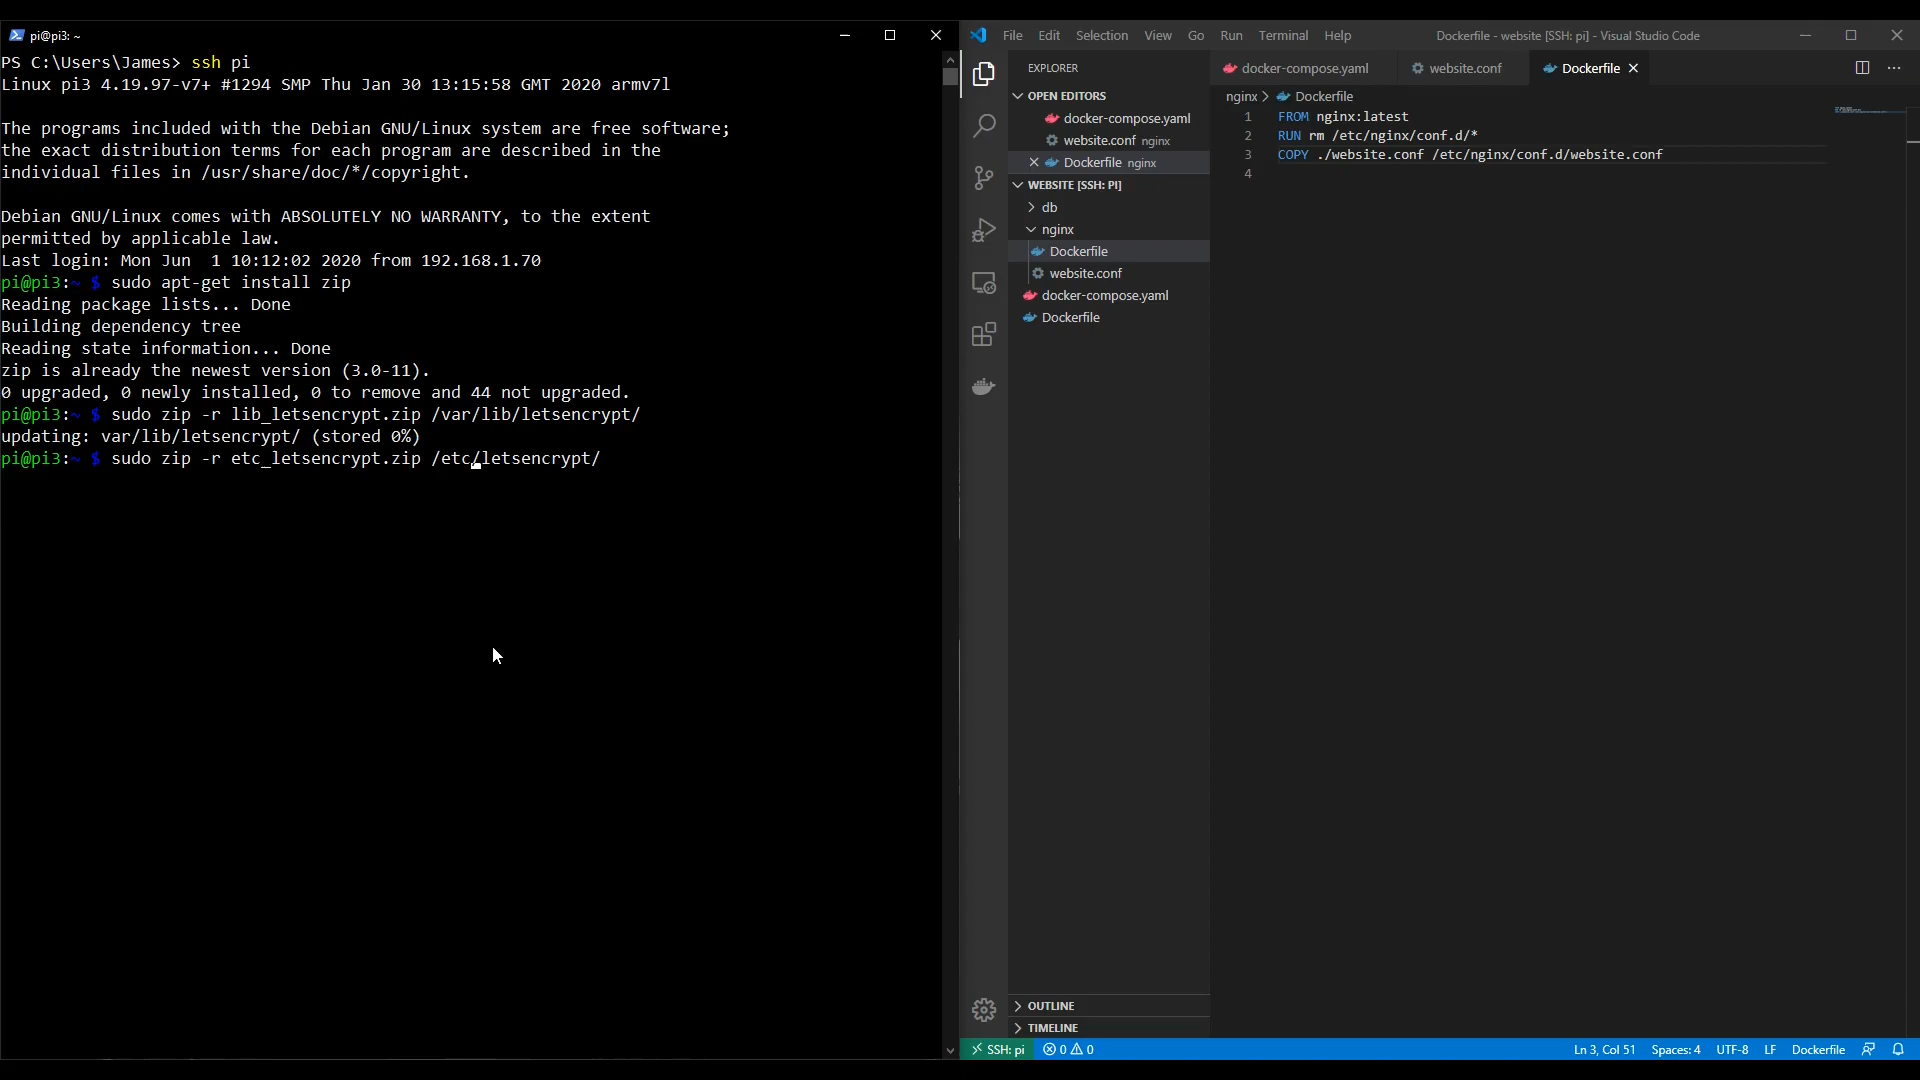 pi@pi3: ~
PS C:\Users\James> ssh pi
Linux pi3 4.19.97-v7+ #1294 SMP Thu Jan 30 13:15:58 GMT 2020 armv7l
The programs included with the Debian GNU/Linux system are free software;
the exact distribution terms for each program are described in the
individual files in /usr/share/doc/*/copyright.
Debian GNU/Linux comes with ABSOLUTELY NO WARRANTY, to the extent
permitted by applicable law.
Last login: Mon Jun  1 10:12:02 2020 from 192.168.1.70
pi@pi3:~ $ sudo apt-get install zip
Reading package lists... Done
Building dependency tree
Reading state information... Done
zip is already the newest version (3.0-11).
0 upgraded, 0 newly installed, 0 to remove and 44 not upgraded.
pi@pi3:~ $ sudo zip -r lib_letsencrypt.zip /var/lib/letsencrypt/
updating: var/lib/letsencrypt/ (stored 0%)
pi@pi3:~ $ sudo zip -r etc_letsencrypt.zip /etc/letsencrypt/
File Edit Selection View Go Run Terminal Help Dockerfile - website [SSH: pi] - Visual Studio Code
EXPLORER
OPEN EDITORS
docker-compose.yaml
website.conf nginx
Dockerfile nginx
WEBSITE [SSH: PI]
db
nginx
Dockerfile
website.conf
docker-compose.yaml
Dockerfile
OUTLINE
TIMELINE
docker-compose.yaml website.conf Dockerfile
nginx > Dockerfile
1 FROM nginx:latest
2 RUN rm /etc/nginx/conf.d/*
3 COPY ./website.conf /etc/nginx/conf.d/website.conf
4
SSH: pi 0 0 Ln 3, Col 51 Spaces: 4 UTF-8 LF Dockerfile